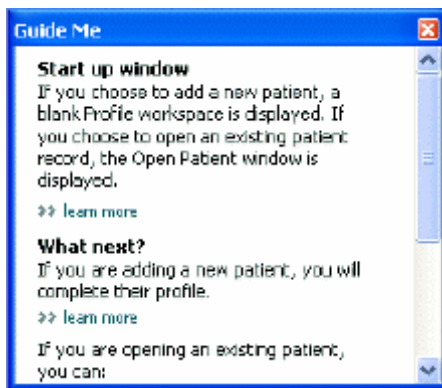 Guide Me
Start up window
If you choose to add a new patient, a
blank Profile workspace is displayed. If
you choose to open an existing patient
record, the Open Patient window is
displayed.
>> learn more
What next?
If you are adding a new patient, you will
complete their profile.
>> learn more
If you are opening an existing patient,
you can: